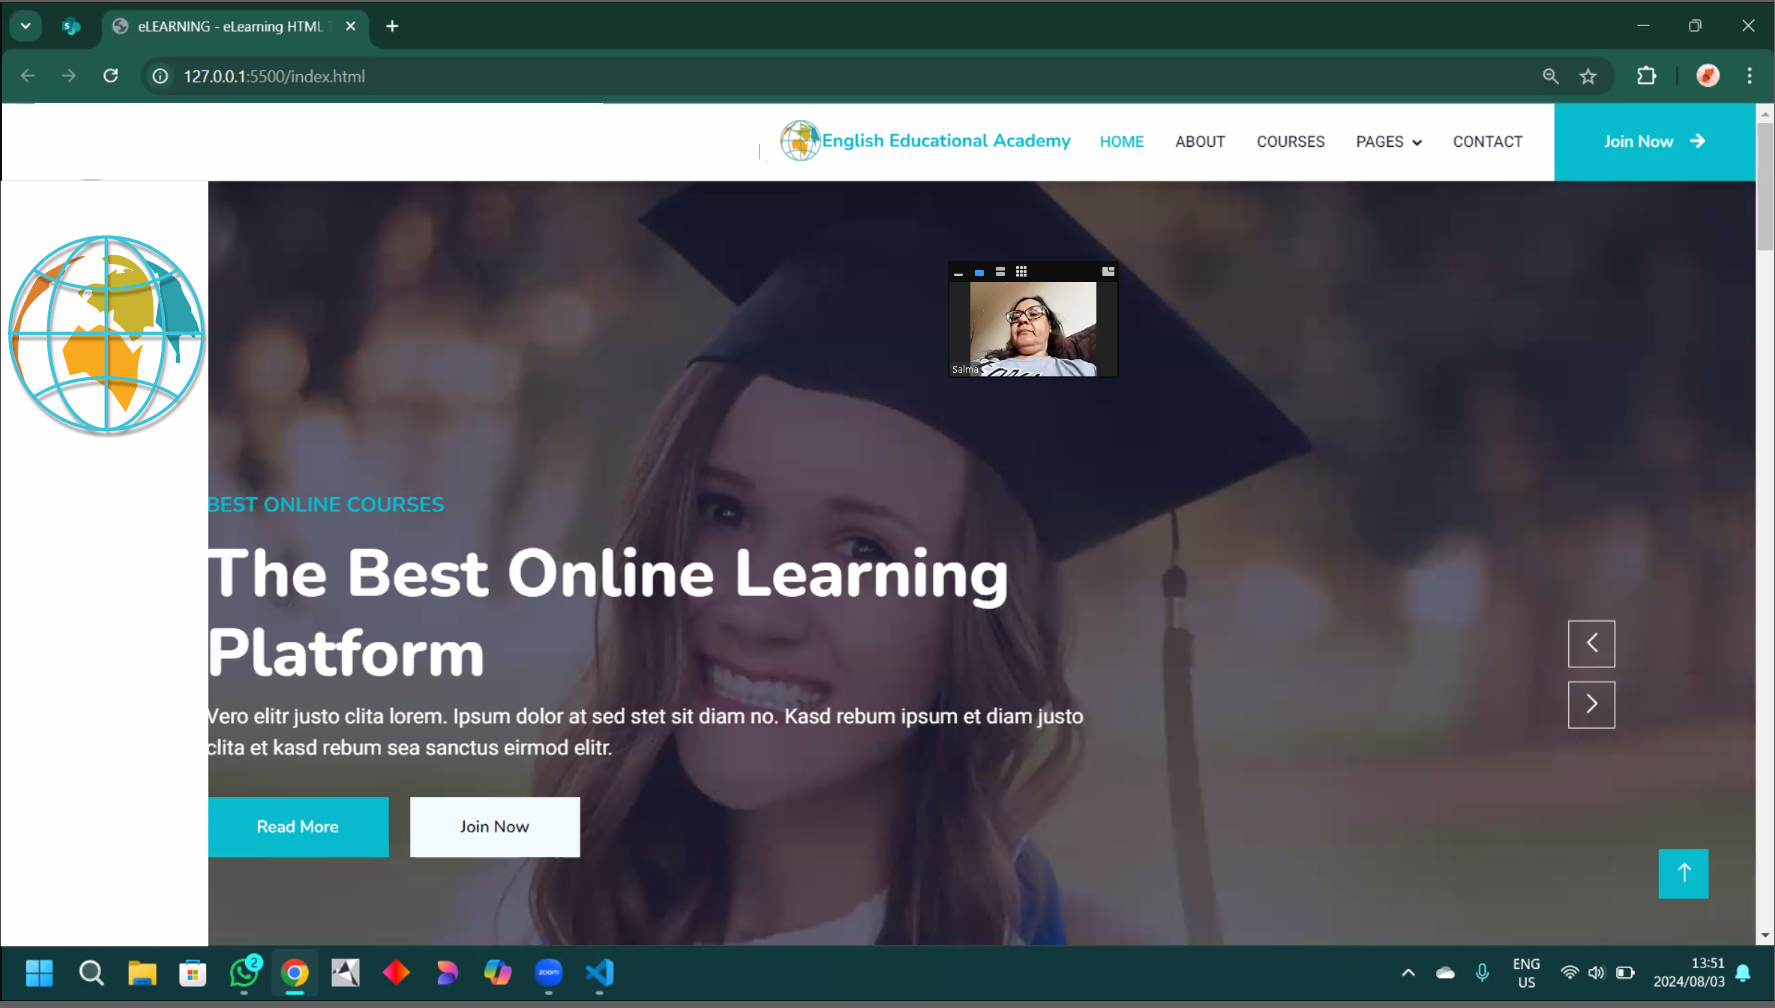 eLEARNING - eLearning HTML
127.0.0.1:5500/index.html
English Educational Academy
HOME
ABOUT
COURSES
PAGES
CONTACT
Join Now
Salma
BEST ONLINE COURSES
The Best Online Learning
Platform
Vero elitr justo clita lorem. Ipsum dolor at sed stet sit diam no. Kasd rebum ipsum et diam justo
clita et kasd rebum sea sanctus eirmod elitr.
Read More
Join Now
2
zoom
ENG
US
13:51
2024/08/03